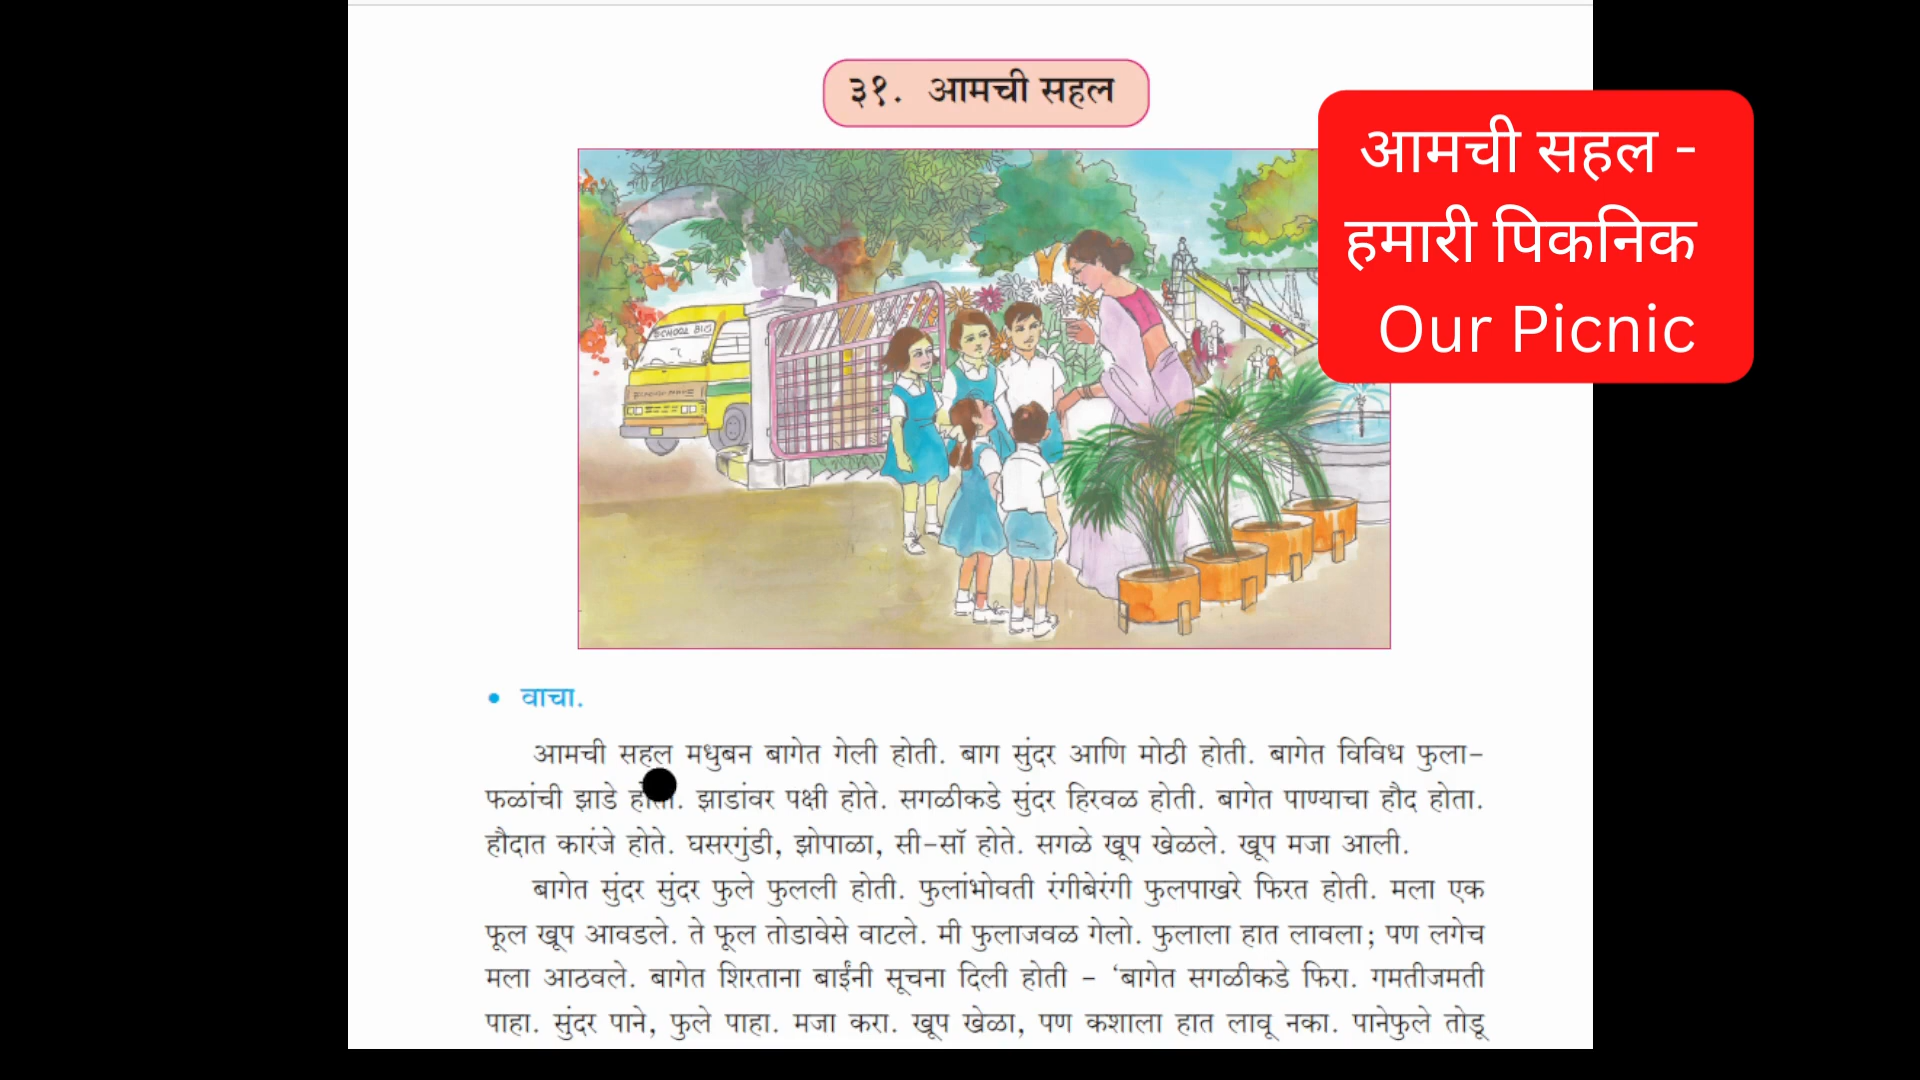 ३१. आमची सहल
आमची सहल -
हमारी पिकनिक
Our Picnic
SCHOOL BUS
• वाचा.
आमची सहल मधुबन बागेत गेली होती. बाग सुंदर आणि मोठी होती. बागेत विविध फुला-
फळांची झाडे होती. झाडांवर पक्षी होते. सगळीकडे सुंदर हिरवळ होती. बागेत पाण्याचा हौद होता.
हौदात कारंजे होते. घसरगुंडी, झोपाळा, सी-सॉ होते. सगळे खूप खेळले. खूप मजा आली.
बागेत सुंदर सुंदर फुले फुलली होती. फुलांभोवती रंगीबेरंगी फुलपाखरे फिरत होती. मला एक
फूल खूप आवडले. ते फूल तोडावेसे वाटले. मी फुलाजवळ गेलो. फुलाला हात लावला; पण लगेच
मला आठवले. बागेत शिरताना बाईंनी सूचना दिली होती - ‘बागेत सगळीकडे फिरा. गमतीजमती
पाहा. सुंदर पाने, फुले पाहा. मजा करा. खूप खेळा, पण कशाला हात लावू नका. पानेफुले तोडू